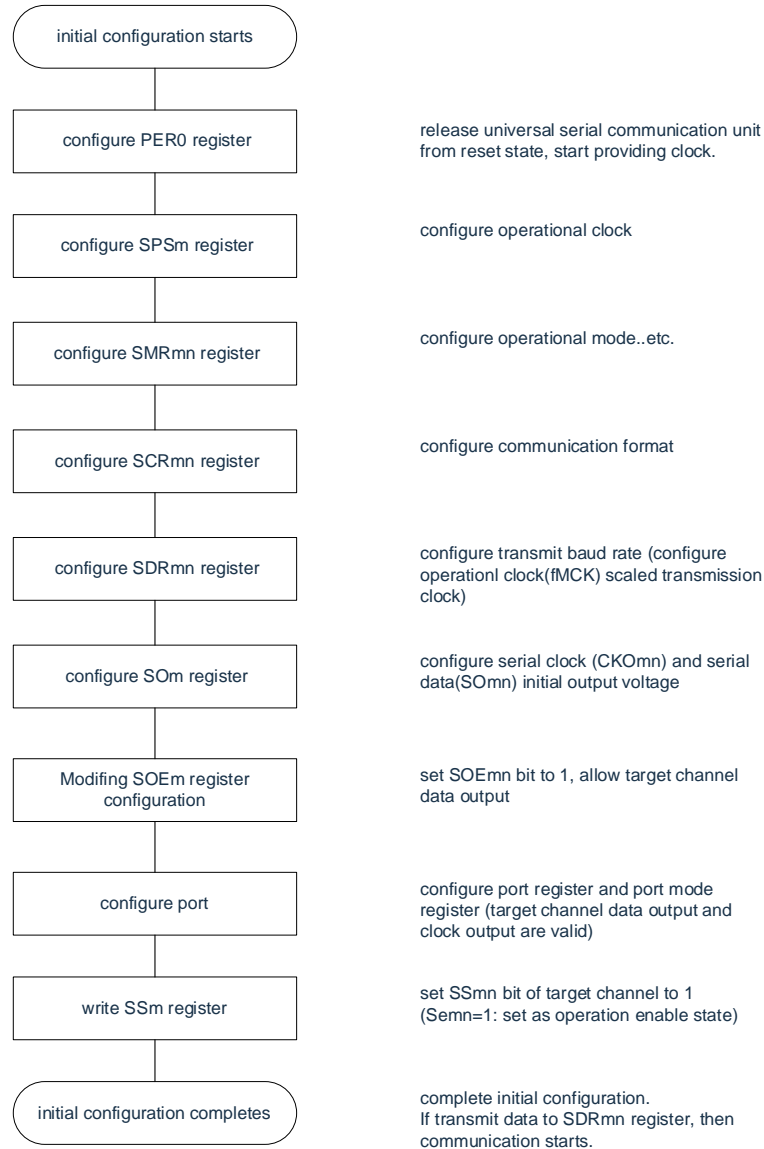 initial configuration starts
configure PER0 register
release universal serial communication unit
from reset state, start providing clock.
configure SPSm register
configure operational clock
configure SMRmn register
configure operational mode..etc.
configure SCRmn register
configure communication format
configure SDRmn register
configure transmit baud rate (configure
operationl clock(fMCK) scaled transmission
clock)
configure SOm register
configure serial clock (CKOmn) and serial
data(SOmn) initial output voltage
Modifing SOEm register
configuration
set SOEmn bit to 1, allow target channel
data output
configure port
configure port register and port mode
register (target channel data output and
clock output are valid)
write SSm register
set SSmn bit of target channel to 1
(Semn=1: set as operation enable state)
initial configuration completes
complete initial configuration.
If transmit data to SDRmn register, then
communication starts.